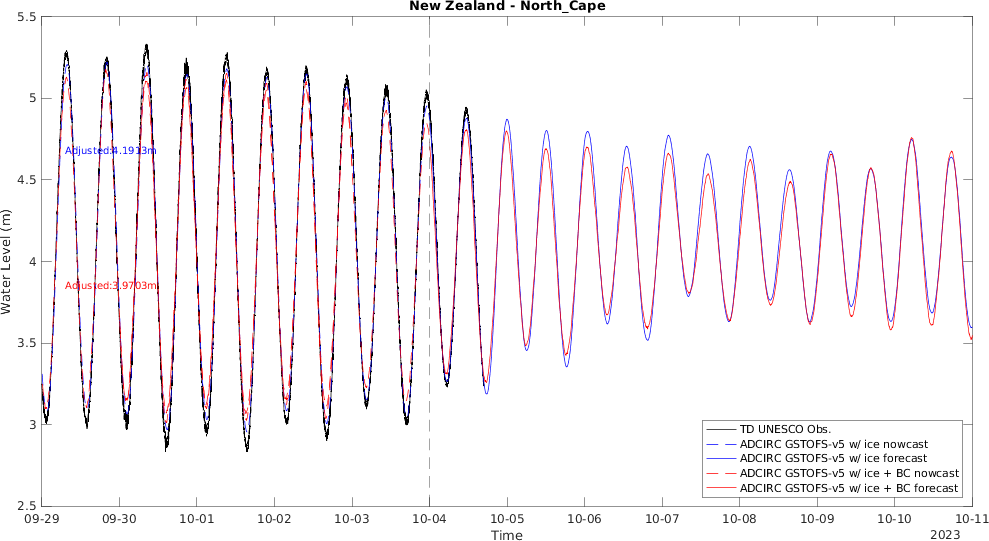 New Zealand - North_Cape
5.5
5
4.5
4
3.5
3
2.5
Water Level (m)
Adjusted:4.1913m
Adjusted:3.9703m
TD UNESCO Obs.
ADCIRC GSTOFS-v5 w/ ice nowcast
ADCIRC GSTOFS-v5 w/ ice forecast
ADCIRC GSTOFS-v5 w/ ice + BC nowcast
ADCIRC GSTOFS-v5 w/ ice + BC forecast
09-29 09-30 10-01 10-02 10-03 10-04 10-05 10-06 10-07 10-08 10-09 10-10 10-11
Time
2023